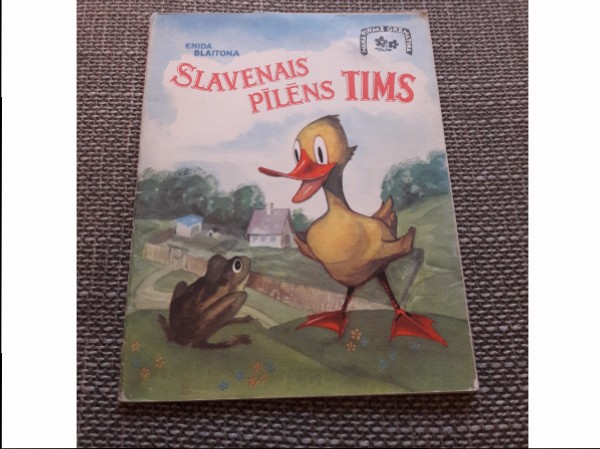 ENIDA
BLAITONA
SLAVENAIS
PĪLĒNS TIMS